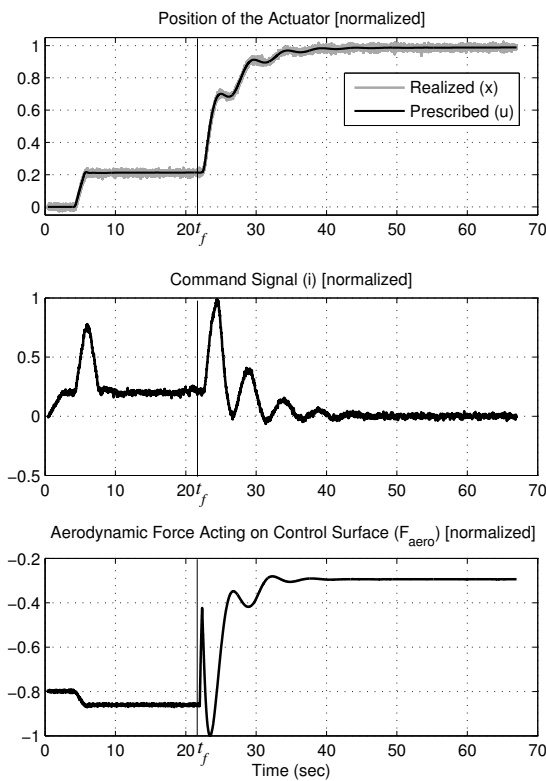 Position of the Actuator [normalized]
1
0.8
0.6
0.4
0.2
0
Realized (x)
Prescribed (u)
0 10 20 t_f 30 40 50 60 70
Command Signal (i) [normalized]
1
0.5
0
−0.5
0 10 20 t_f 30 40 50 60 70
Aerodynamic Force Acting on Control Surface (F_aero) [normalized]
−0.2
−0.4
−0.6
−0.8
−1
0 10 20 t_f 30 40 50 60 70
Time (sec)